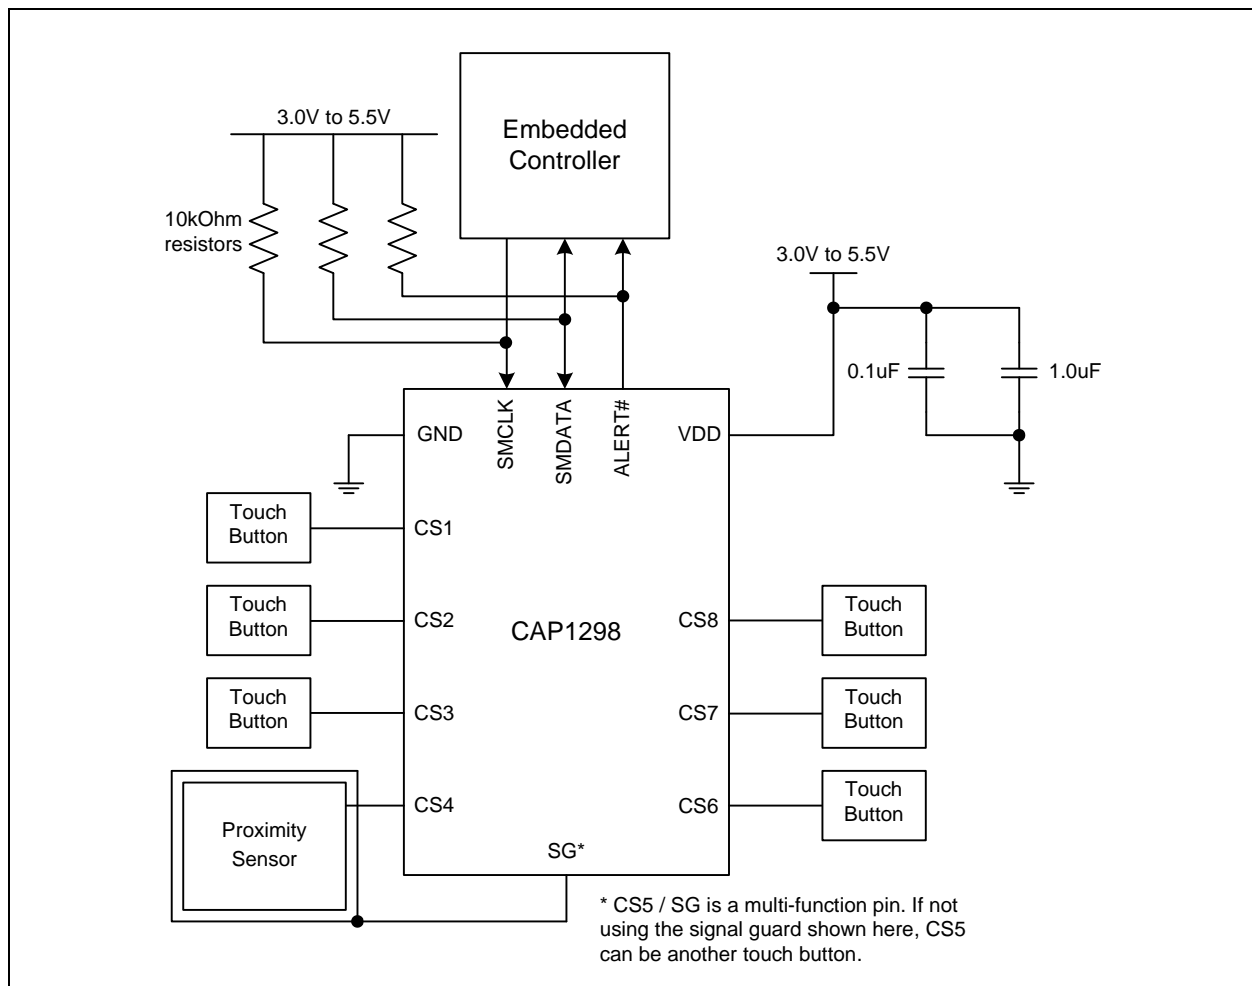 3.0V to 5.5V
Embedded
Controller
10kOhm
resistors
3.0V to 5.5V
0.1uF
1.0uF
GND
SMCLK
SMDATA
ALERT#
VDD
Touch
Button
CS1
Touch
Button
CS2
CAP1298
CS8
Touch
Button
Touch
Button
CS3
CS7
Touch
Button
CS4
CS6
Touch
Button
Proximity
Sensor
SG*
* CS5 / SG is a multi-function pin. If not
using the signal guard shown here, CS5
can be another touch button.